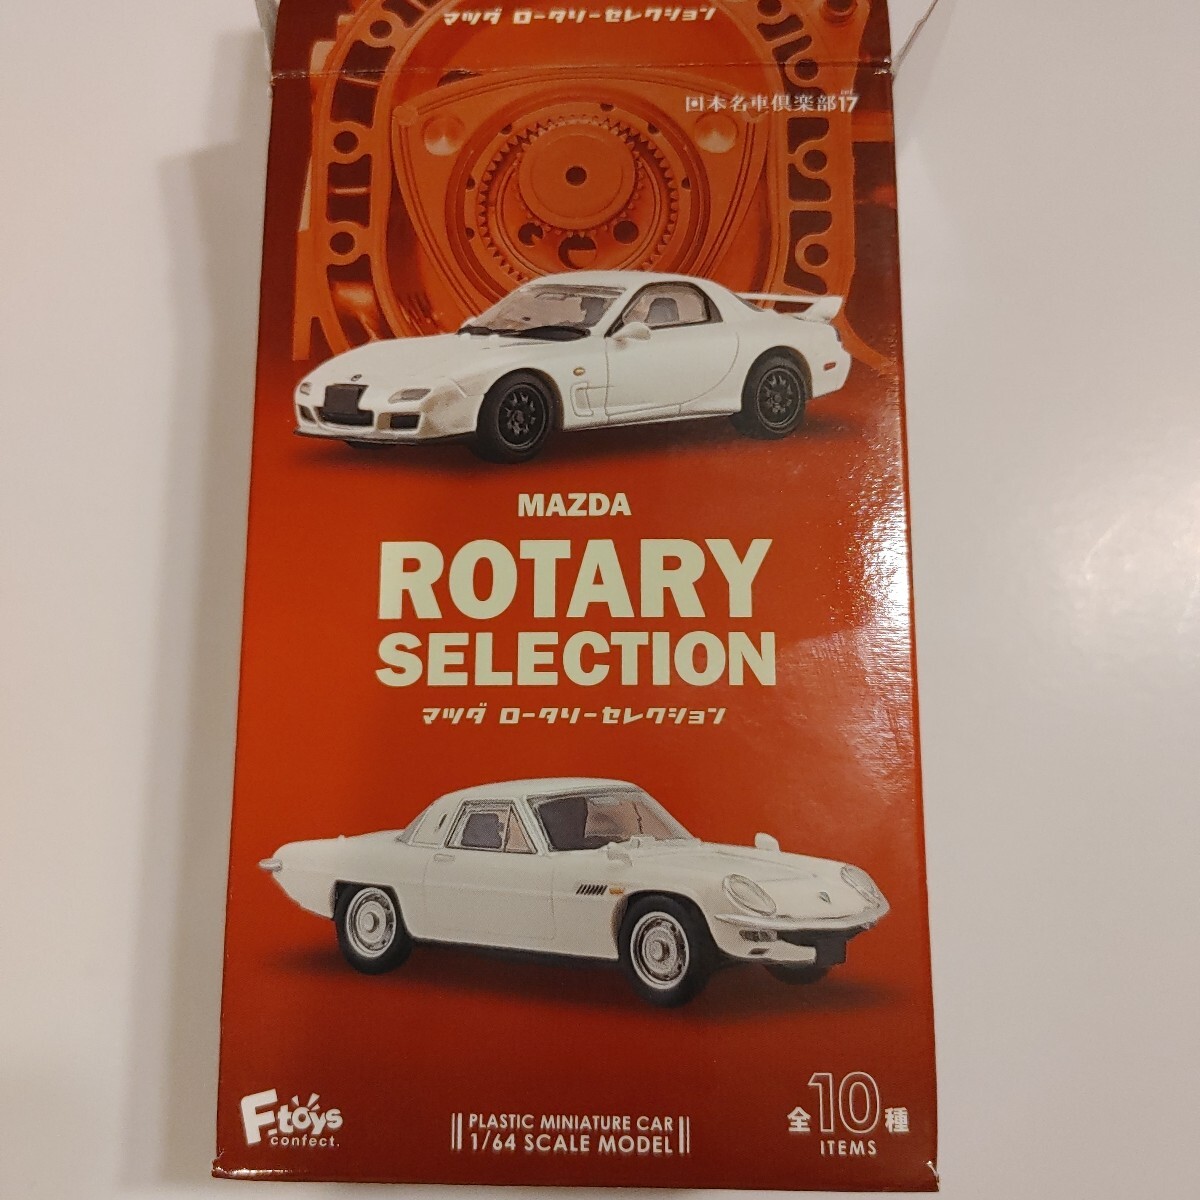 マツダ ロータリーセレクション
日本名車倶楽部 vol. 17
MAZDA
ROTARY
SELECTION
マツダ ロータリーセレクション
F-toys
confect.
PLASTIC MINIATURE CAR
1/64 SCALE MODEL
全10種
ITEMS